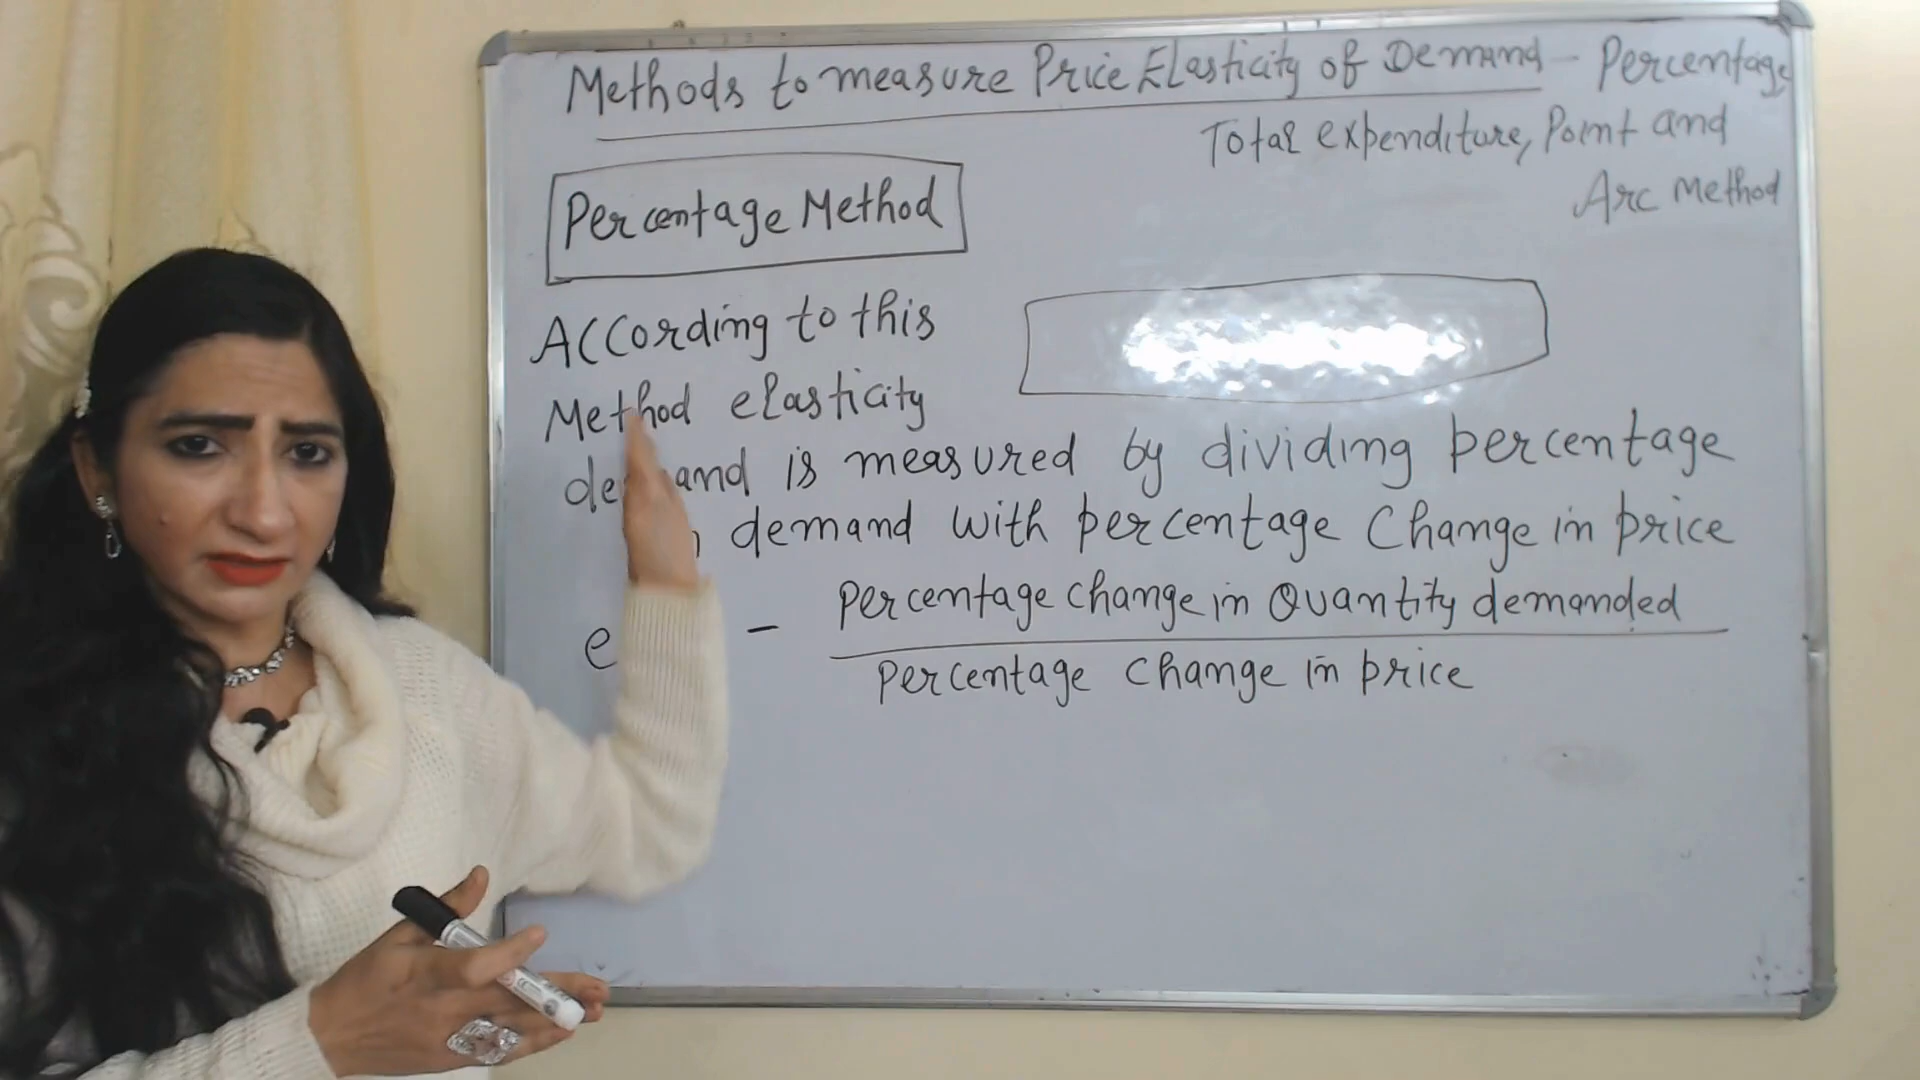 Methods to measure Price Elasticity of Demand - Percentage
Total expenditure, Point and
Arc Method
Percentage Method
According to this
Method elasticity
demand is measured by dividing percentage
demand with percentage change in price
e - Percentage change in Quantity demanded
Percentage change in price